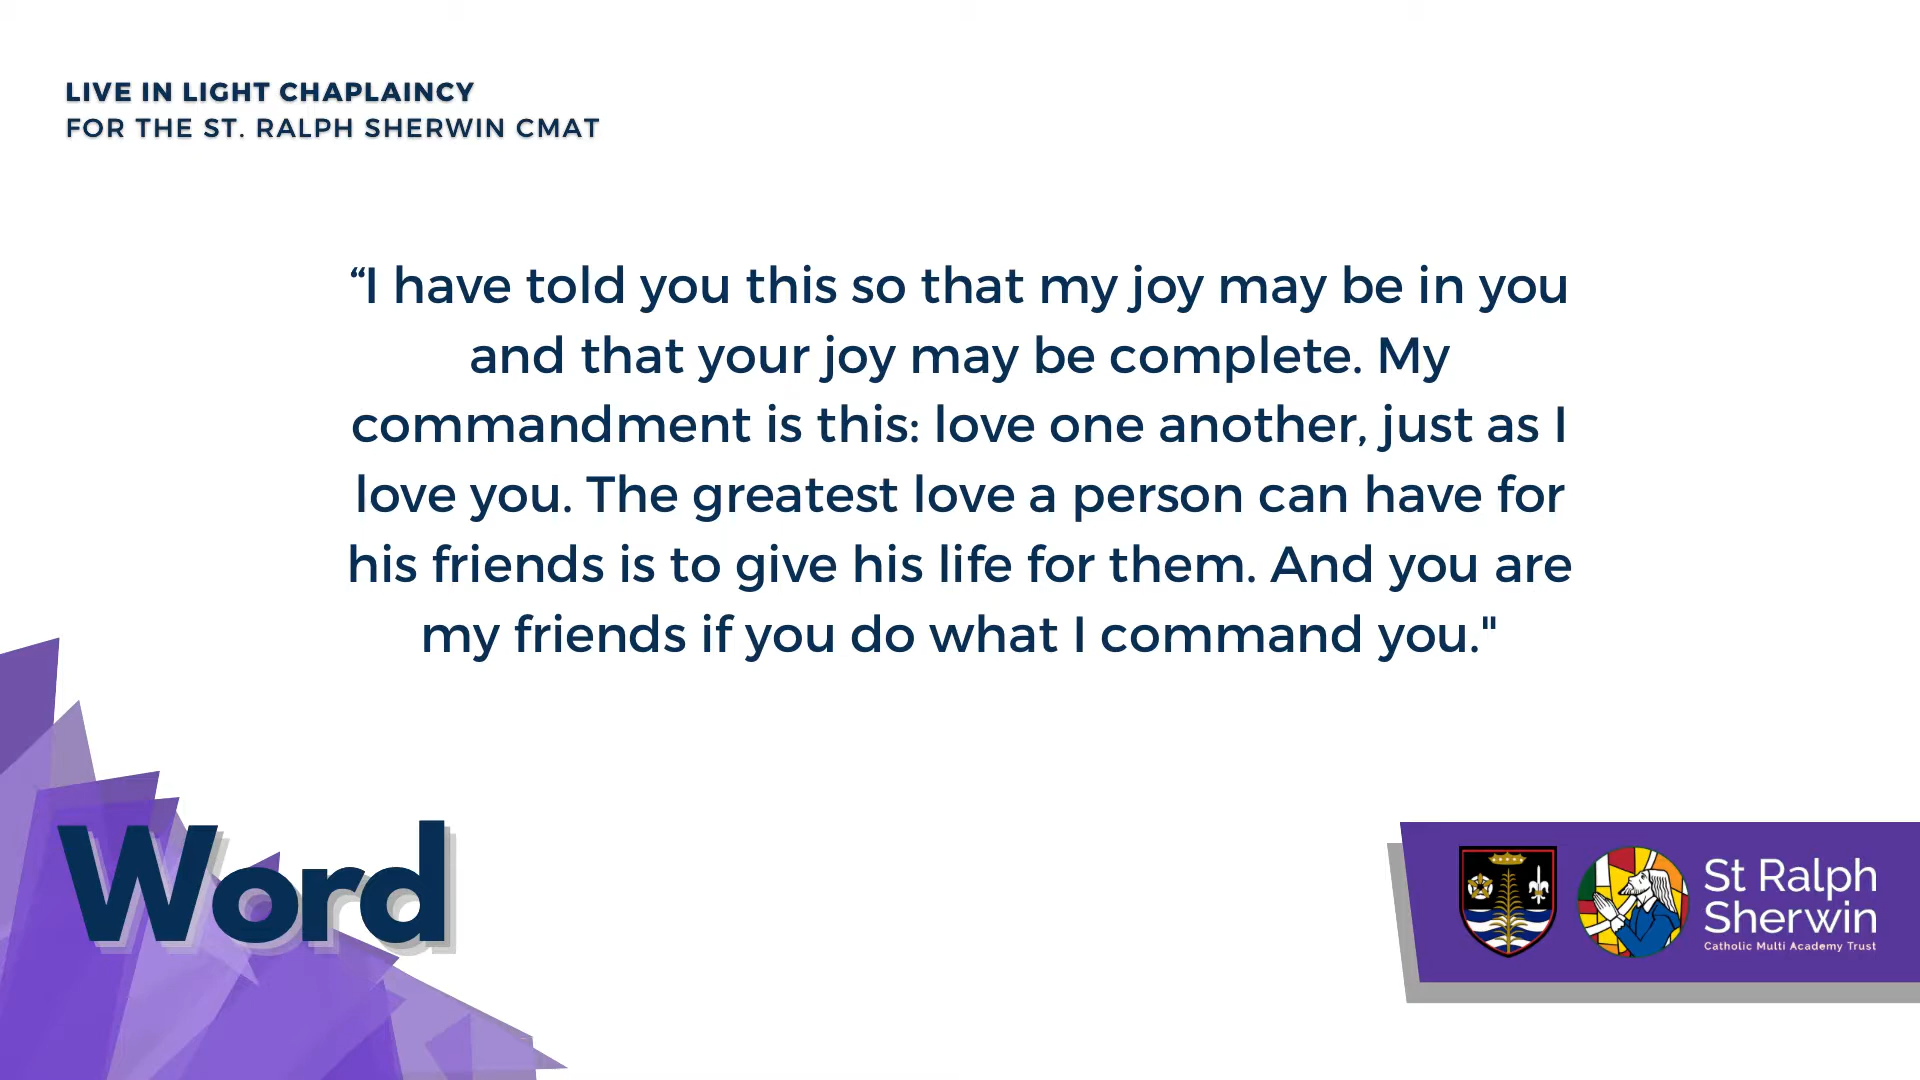 LIVE IN LIGHT CHAPLAINCY
FOR THE ST. RALPH SHERWIN CMAT
“I have told you this so that my joy may be in you
and that your joy may be complete. My
commandment is this: love one another, just as I
love you. The greatest love a person can have for
his friends is to give his life for them. And you are
my friends if you do what I command you."
Word
St Ralph
Sherwin
Catholic Multi Academy Trust